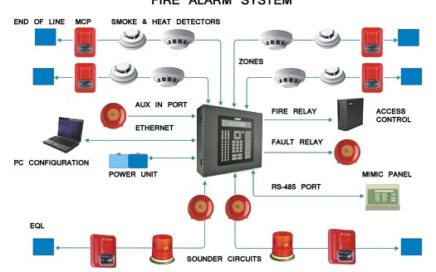 FIRE ALARM SYSTEM
END OF LINE MCP SMOKE & HEAT DETECTORS
ZONES
AUX IN PORT
FIRE RELAY
ACCESS
CONTROL
ETHERNET
FAULT RELAY
PC CONFIGURATION
POWER UNIT
RS-485 PORT
MIMIC PANEL
EQL
SOUNDER CIRCUITS